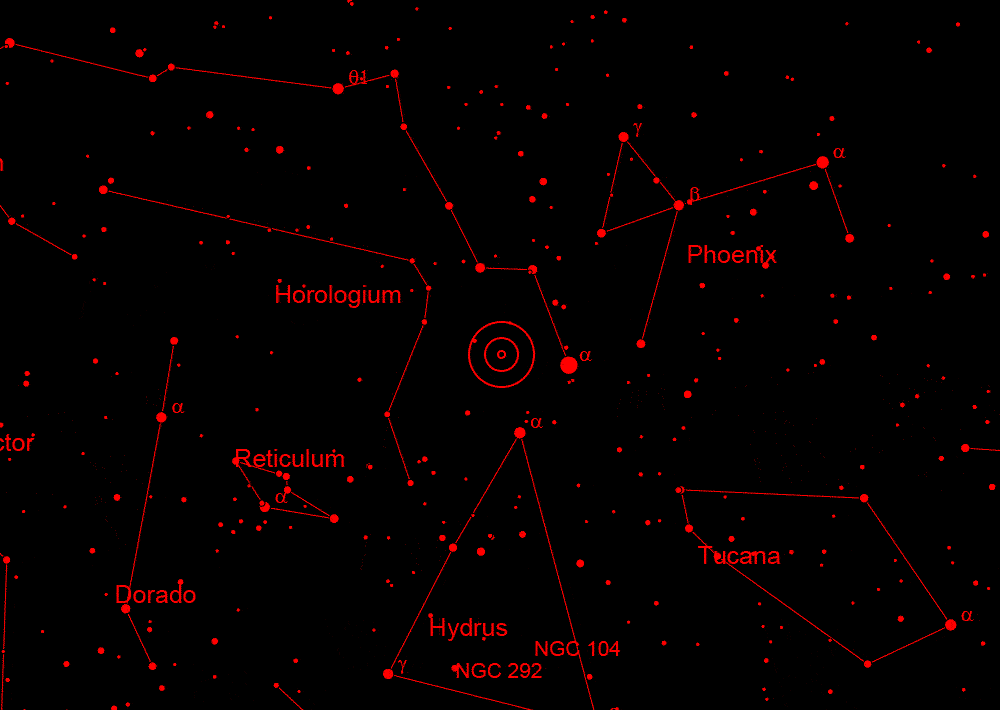 θ1
γ
α
n
β
Phoenix
Horologium
α
α
α
ctor
Reticulum
α
Tucana
Dorado
α
Hydrus
NGC 104
γ
NGC 292